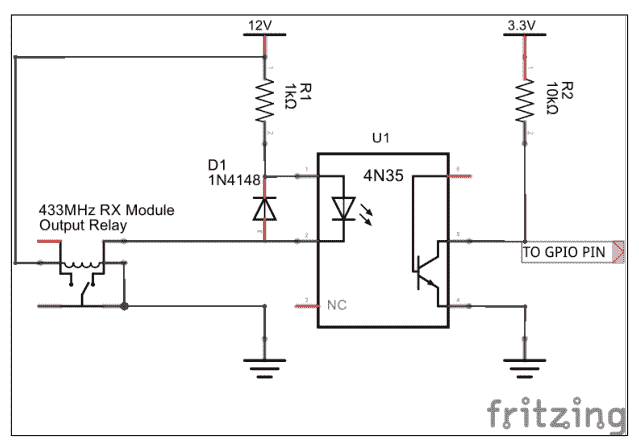 12V
3.3V
R1
1kΩ
R2
10kΩ
U1
D1
1N4148
4N35
433MHz RX Module
Output Relay
TO GPIO PIN
NC
fritzing